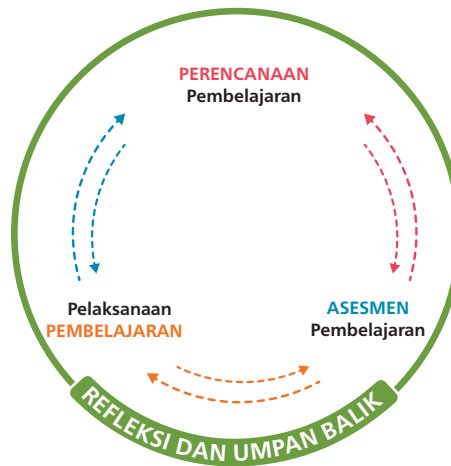 PERENCANAAN
Pembelajaran
Pelaksanaan
PEMBELAJARAN
ASESMEN
Pembelajaran
REFLEKSI DAN UMPAN BALIK